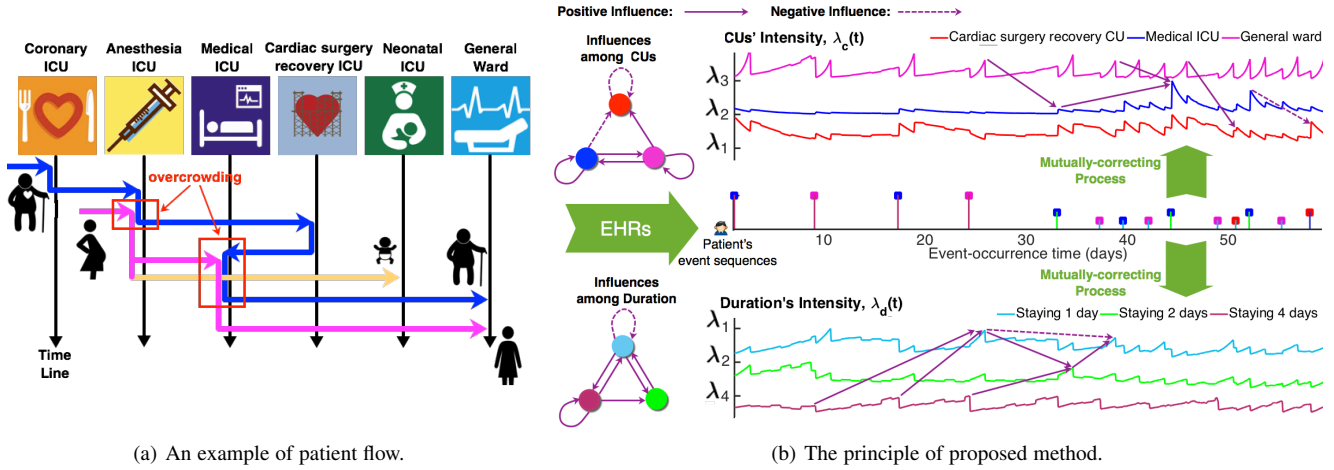 Coronary ICU
Anesthesia ICU
Medical ICU
Cardiac surgery recovery ICU
Neonatal ICU
General Ward
overcrowding
Time Line
(a) An example of patient flow.
Positive Influence:
Negative Influence:
Influences among CUs
EHRs
Influences among Duration
CUs' Intensity, λc(t)
Cardiac surgery recovery CU
Medical ICU
General ward
λ3
λ2
λ1
Mutually-correcting Process
Patient's event sequences
10
20
30
40
50
Event-occurrence time (days)
Mutually-correcting Process
Duration's Intensity, λd(t)
Staying 1 day
Staying 2 days
Staying 4 days
λ1
λ2
λ4
(b) The principle of proposed method.